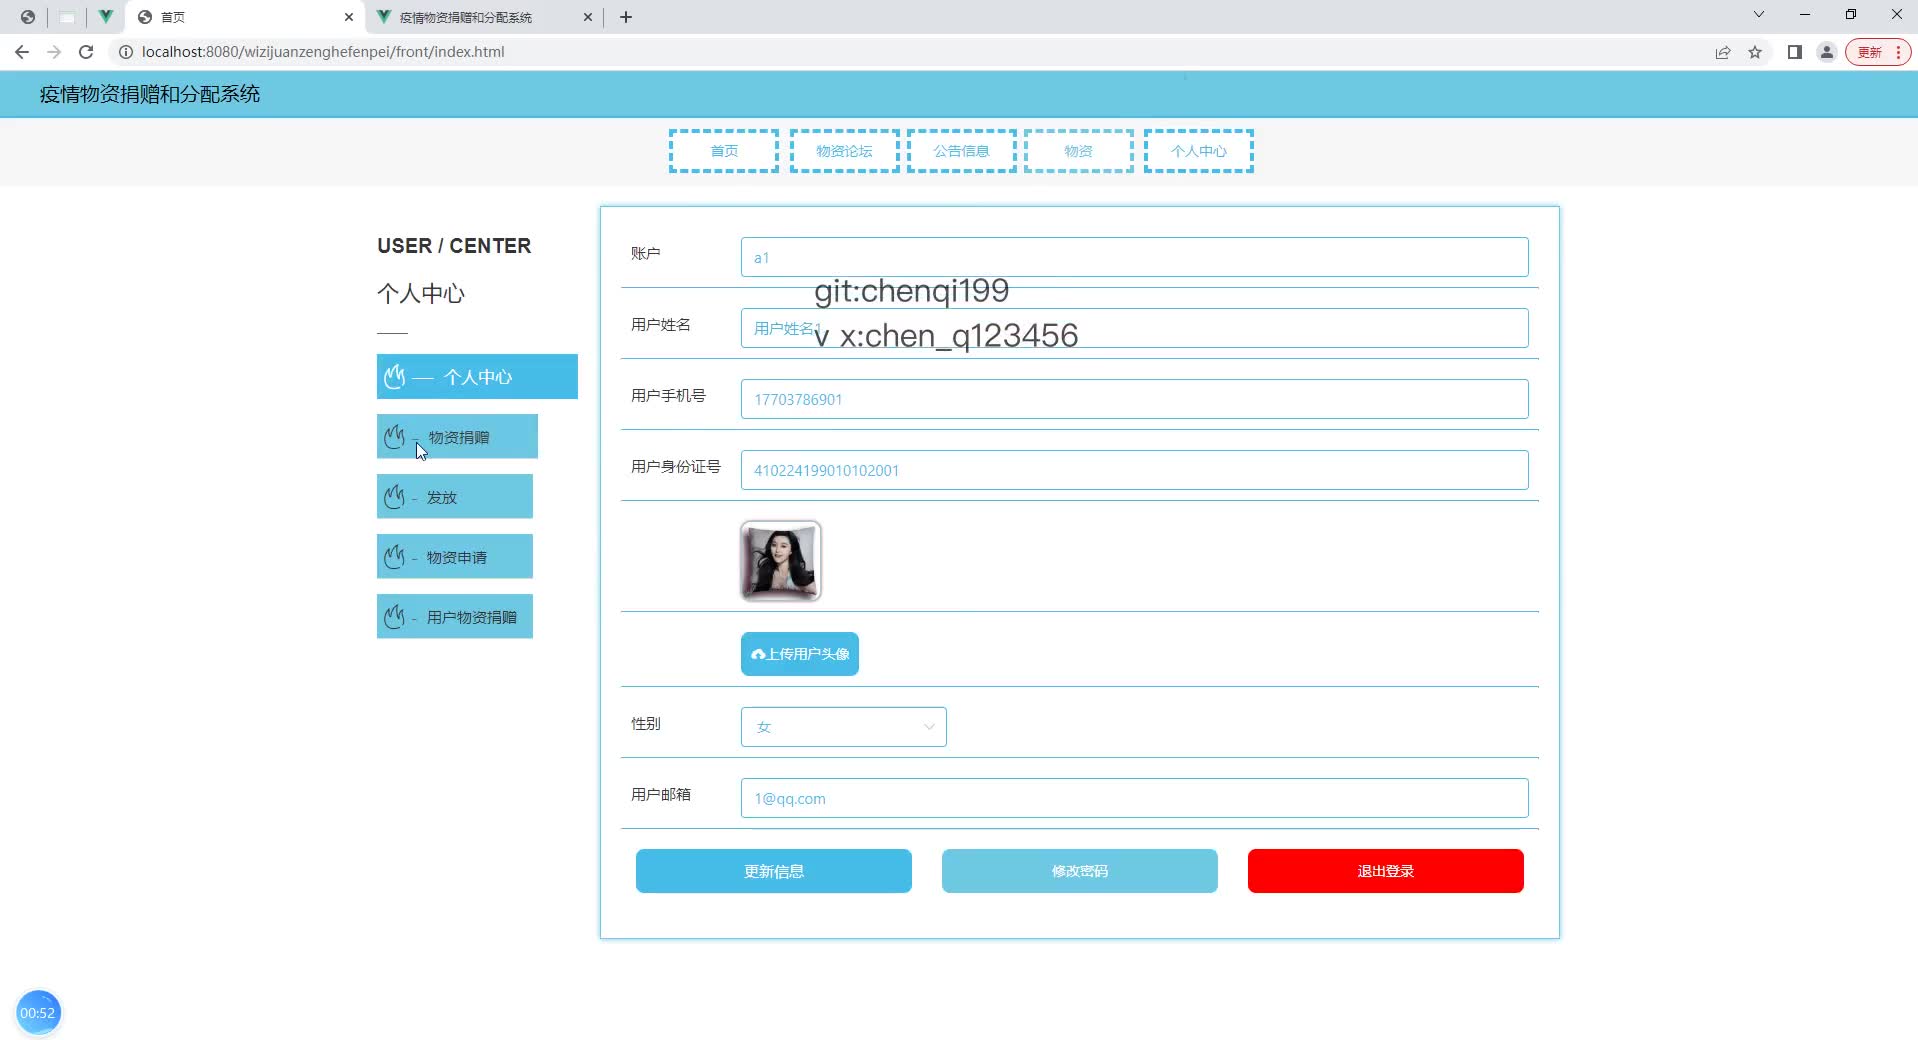 首页
疫情物资捐赠和分配系统
localhost:8080/wizijuanzenghefenpei/front/index.html
更新
疫情物资捐赠和分配系统
首页
物资论坛
公告信息
物资
个人中心
USER / CENTER
个人中心
个人中心
- 物资捐赠
- 发放
- 物资申请
- 用户物资捐赠
账户
a1
git:chenqi199
用户姓名
用户姓名1
v x:chen_q123456
用户手机号
17703786901
用户身份证号
410224199010102001
上传用户头像
性别
女
用户邮箱
1@qq.com
更新信息
修改密码
退出登录
00:52